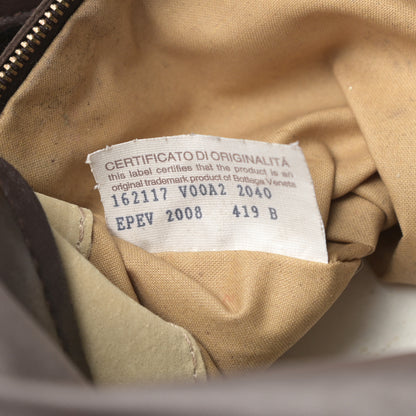 CERTIFICATO DI ORIGINALITÀ
this label certifies that the product is an
original trademark product of Bottega Veneta
162117 V00A2 2040
EPEV 2008 419 B